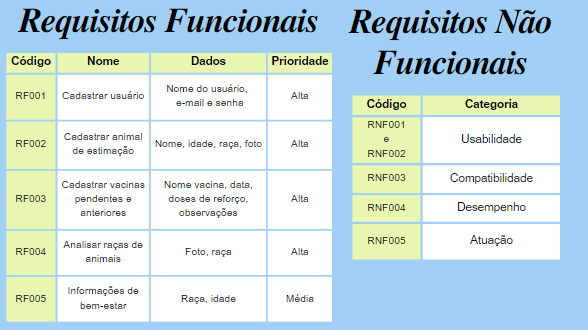 Requisitos Funcionais
Código Nome Dados Prioridade
RF001 Cadastrar usuário Nome do usuário, e-mail e senha Alta
RF002 Cadastrar animal de estimação Nome, idade, raça, foto Alta
RF003 Cadastrar vacinas pendentes e anteriores Nome vacina, data, doses de reforço, observações Alta
RF004 Analisar raças de animais Foto, raça Alta
RF005 Informações de bem-estar Raça, idade Média
Requisitos Não
Funcionais
Código Categoria
RNF001 e RNF002 Usabilidade
RNF003 Compatibilidade
RNF004 Desempenho
RNF005 Atuação